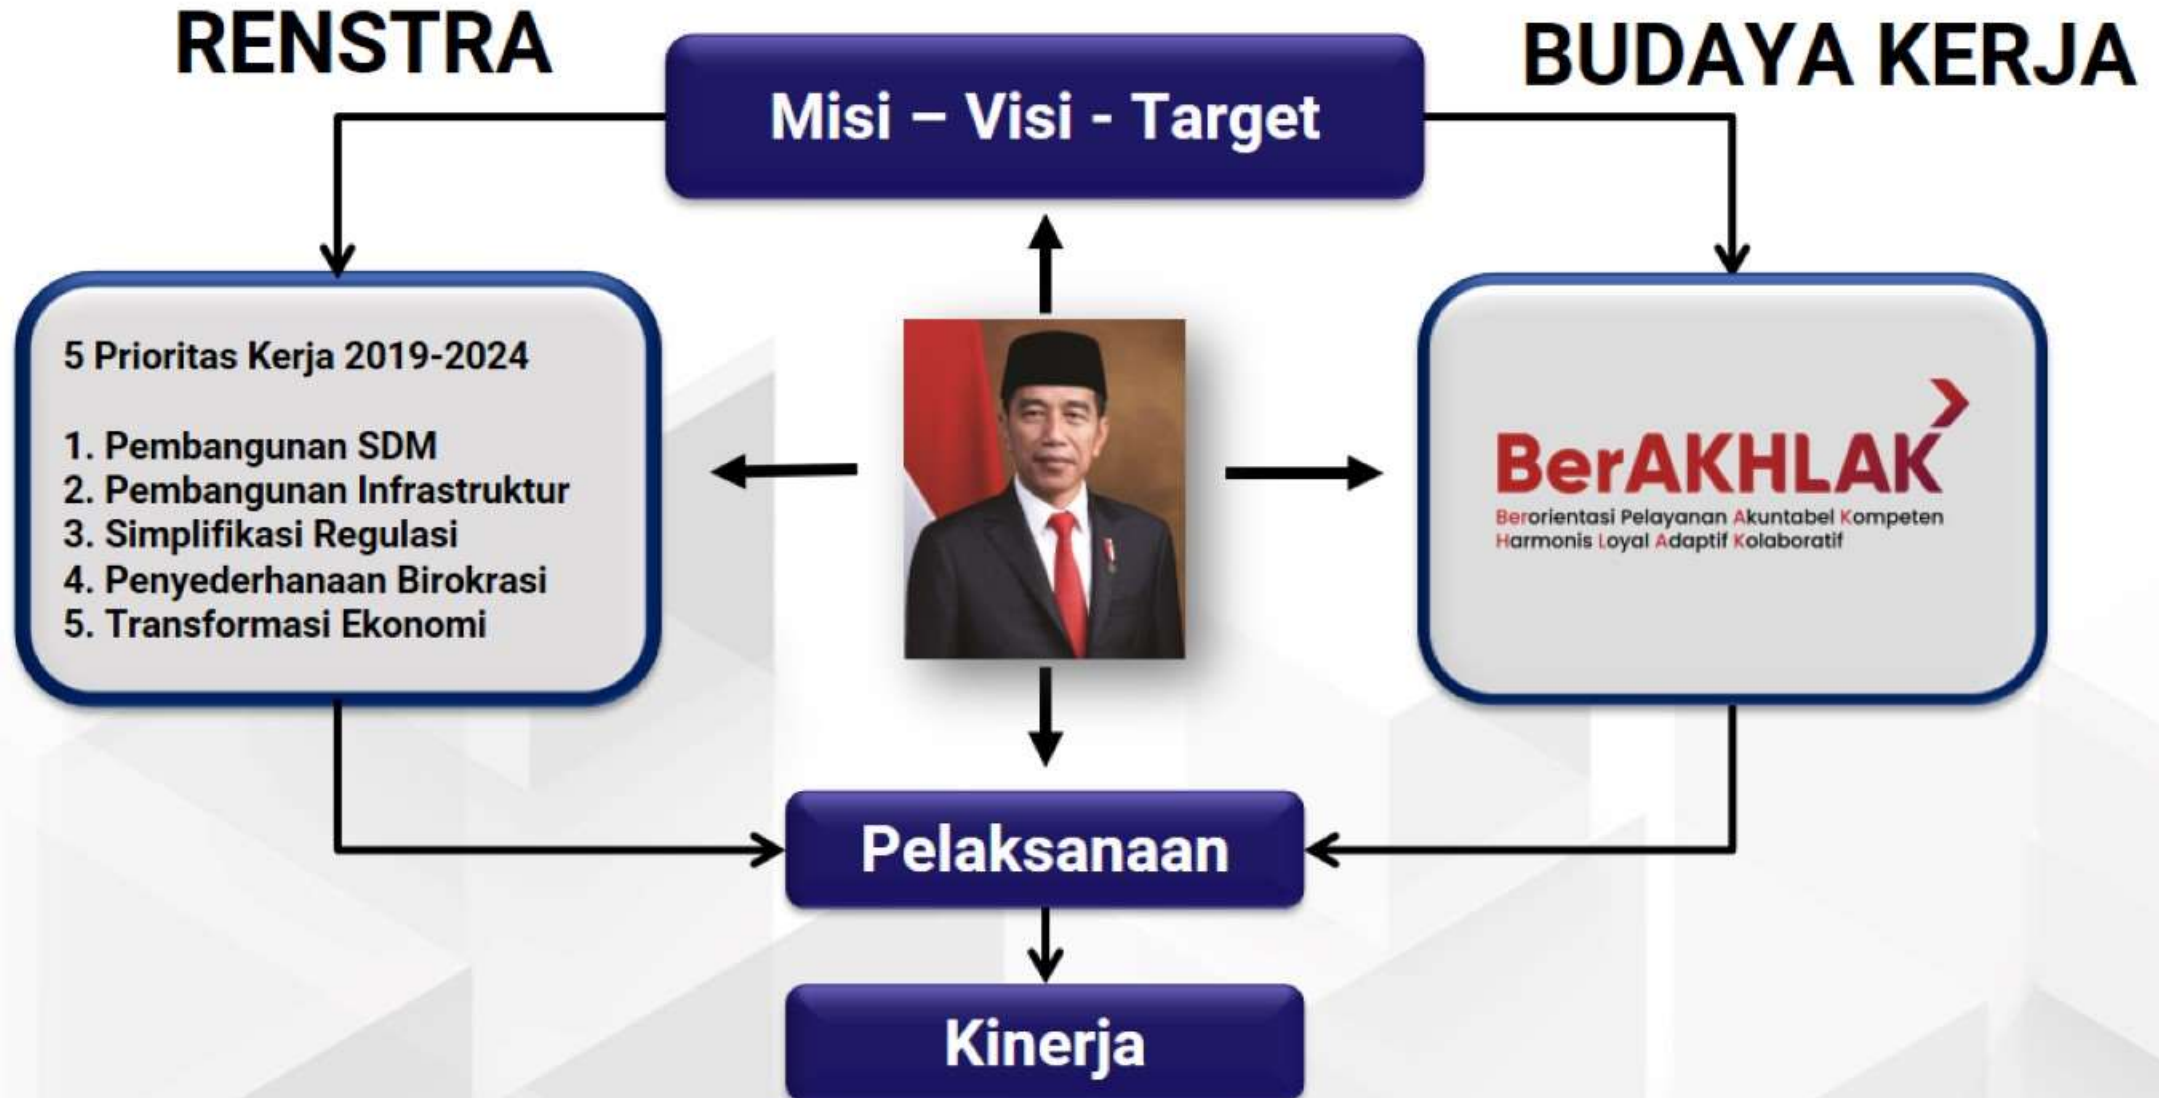 RENSTRA
BUDAYA KERJA
Misi – Visi - Target
5 Prioritas Kerja 2019-2024
1. Pembangunan SDM
2. Pembangunan Infrastruktur
3. Simplifikasi Regulasi
4. Penyederhanaan Birokrasi
5. Transformasi Ekonomi
BerAKHLAK
Berorientasi Pelayanan Akuntabel Kompeten
Harmonis Loyal Adaptif Kolaboratif
Pelaksanaan
Kinerja